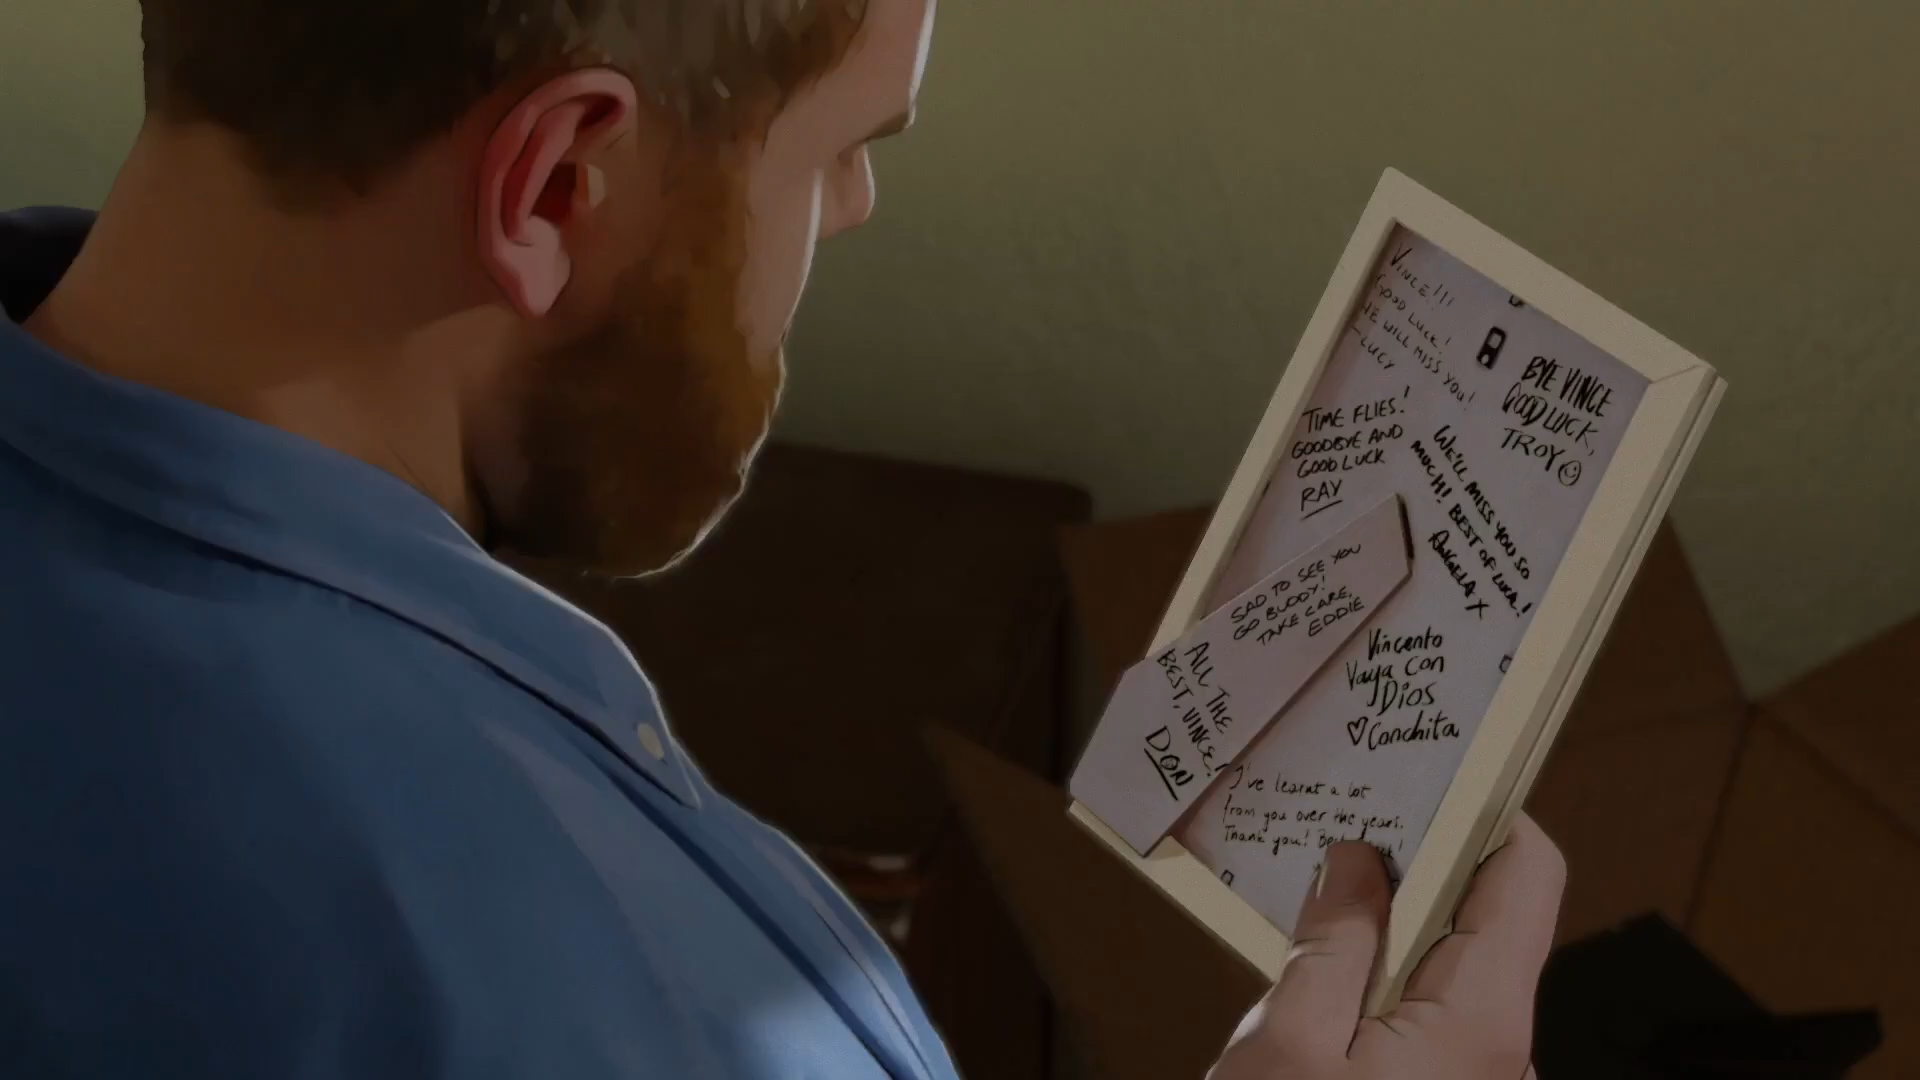 VINCE!!!
GOOD LUCK!
WE WILL MISS YOU!
-LUCY
BYE VINCE
GOOD LUCK,
TROY
TIME FLIES!
GOODBYE AND
GOOD LUCK
RAY
WE'LL MISS YOU SO
MUCH! BEST OF LUCK!
ANGELA X
SAD TO SEE YOU
GO BUDDY!
TAKE CARE.
EDDIE
ALL THE
BEST, VINCE!
DON
Vincento
Vaya Con
Dios
Conchita
I've learnt a lot
from you over the years.
Thank you!